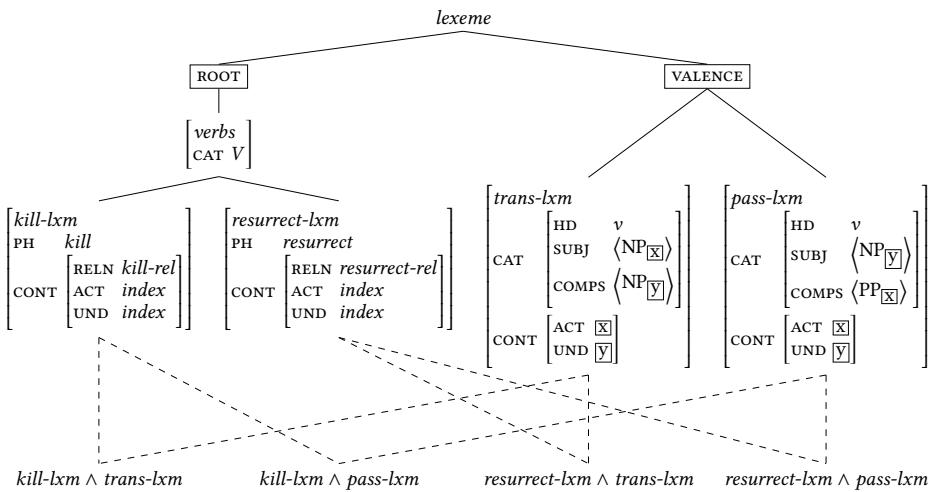 lexeme
ROOT
VALENCE
verbs
CAT V
kill-lxm
PH kill
CONT
RELN kill-rel
ACT index
UND index
resurrect-lxm
PH resurrect
CONT
RELN resurrect-rel
ACT index
UND index
trans-lxm
CAT
HD v
SUBJ ⟨NP x⟩
COMPS ⟨NP y⟩
CONT
ACT x
UND y
pass-lxm
CAT
HD v
SUBJ ⟨NP y⟩
COMPS ⟨PP x⟩
CONT
ACT x
UND y
kill-lxm ∧ trans-lxm
kill-lxm ∧ pass-lxm
resurrect-lxm ∧ trans-lxm
resurrect-lxm ∧ pass-lxm